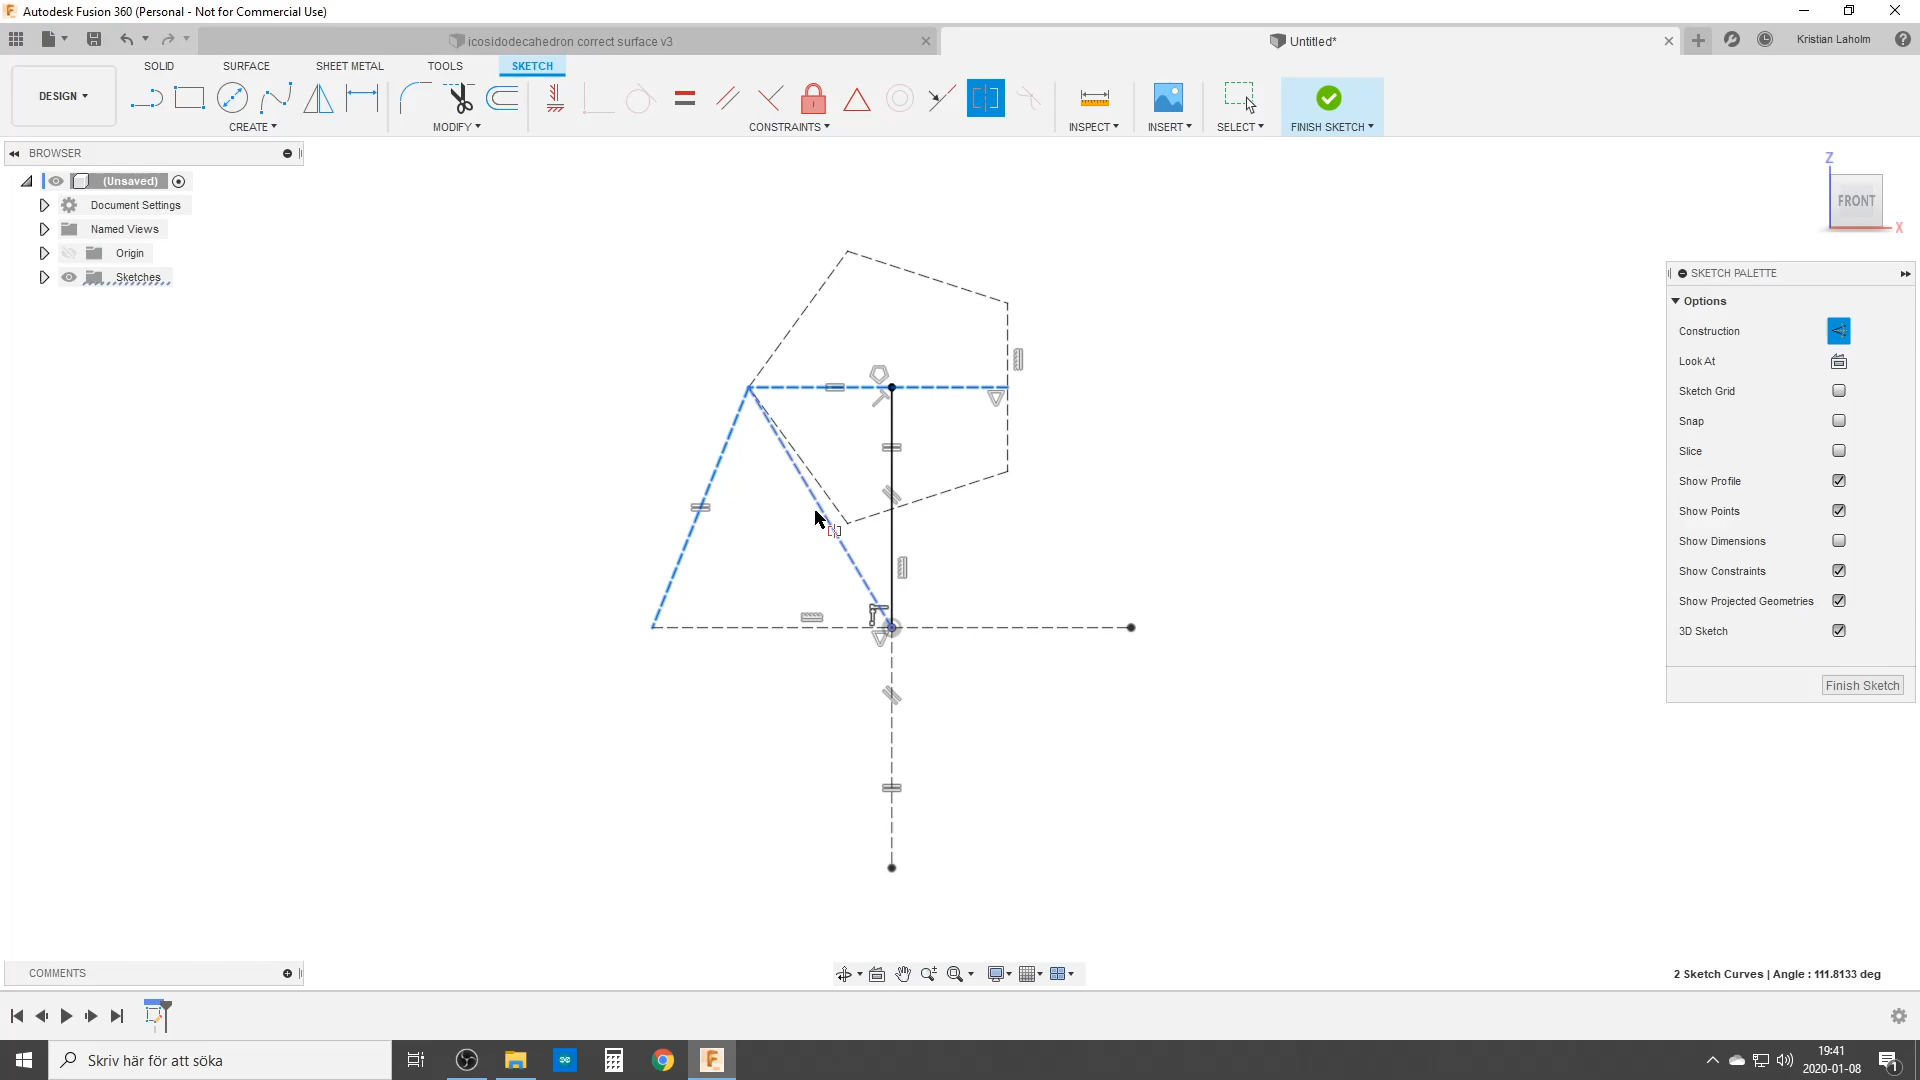 Autodesk Fusion 360 (Personal - Not for Commercial Use)
icosidodecahedron correct surface v3
Untitled*
Kristian Laholm
SOLID
SURFACE
SHEET METAL
TOOLS
SKETCH
DESIGN
CREATE
MODIFY
CONSTRAINTS
INSPECT
INSERT
SELECT
FINISH SKETCH
BROWSER
(Unsaved)
Document Settings
Named Views
Origin
Sketches
Z
FRONT
X
SKETCH PALETTE
Options
Construction
Look At
Sketch Grid
Snap
Slice
Show Profile
Show Points
Show Dimensions
Show Constraints
Show Projected Geometries
3D Sketch
Finish Sketch
COMMENTS
2 Sketch Curves | Angle : 111.8133 deg
Skriv här för att söka
19:41
2020-01-08
1